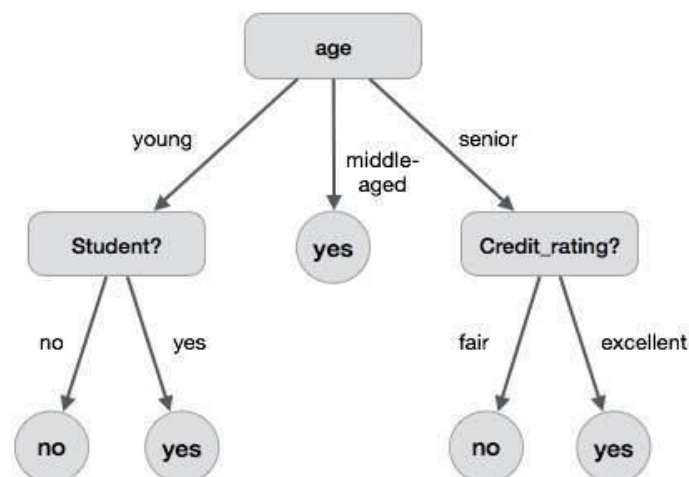 age
young
middle-
aged
senior
Student?
yes
Credit_rating?
no
yes
fair
excellent
no
yes
no
yes